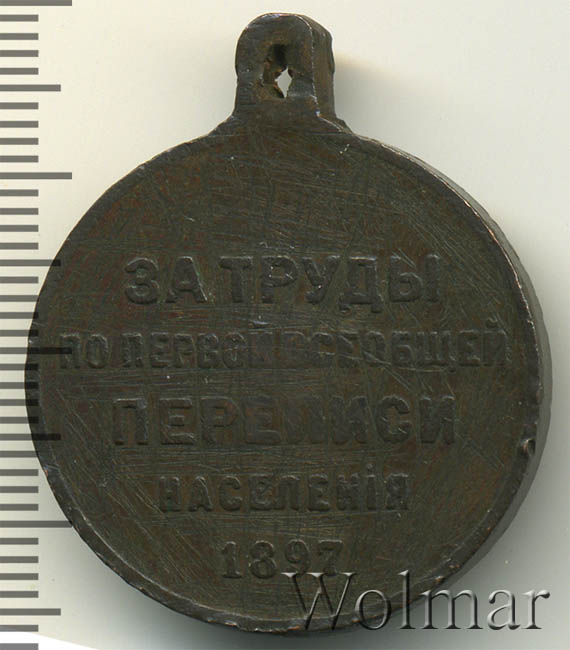 ЗА ТРУДЫ
ПО ПЕРВОЙ ВСЕОБЩЕЙ
ПЕРЕПИСИ
НАСЕЛЕНІЯ
1897
Wolmar